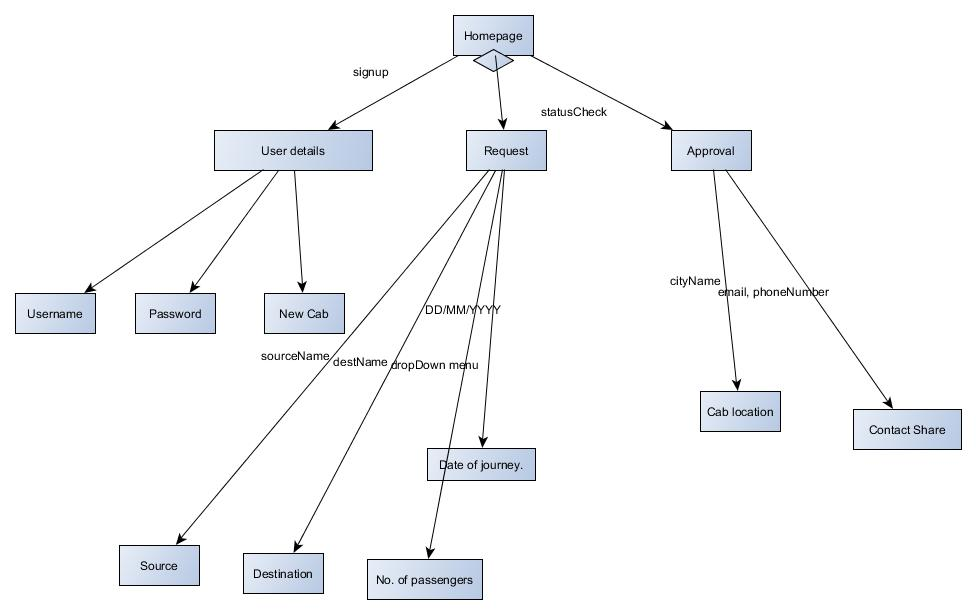 Homepage
signup
statusCheck
User details
Request
Approval
cityName
email, phoneNumber
Username
Password
New Cab
DD/MM/YYYY
sourceName
destName
dropDown menu
Cab location
Contact Share
Date of journey.
Source
Destination
No. of passengers